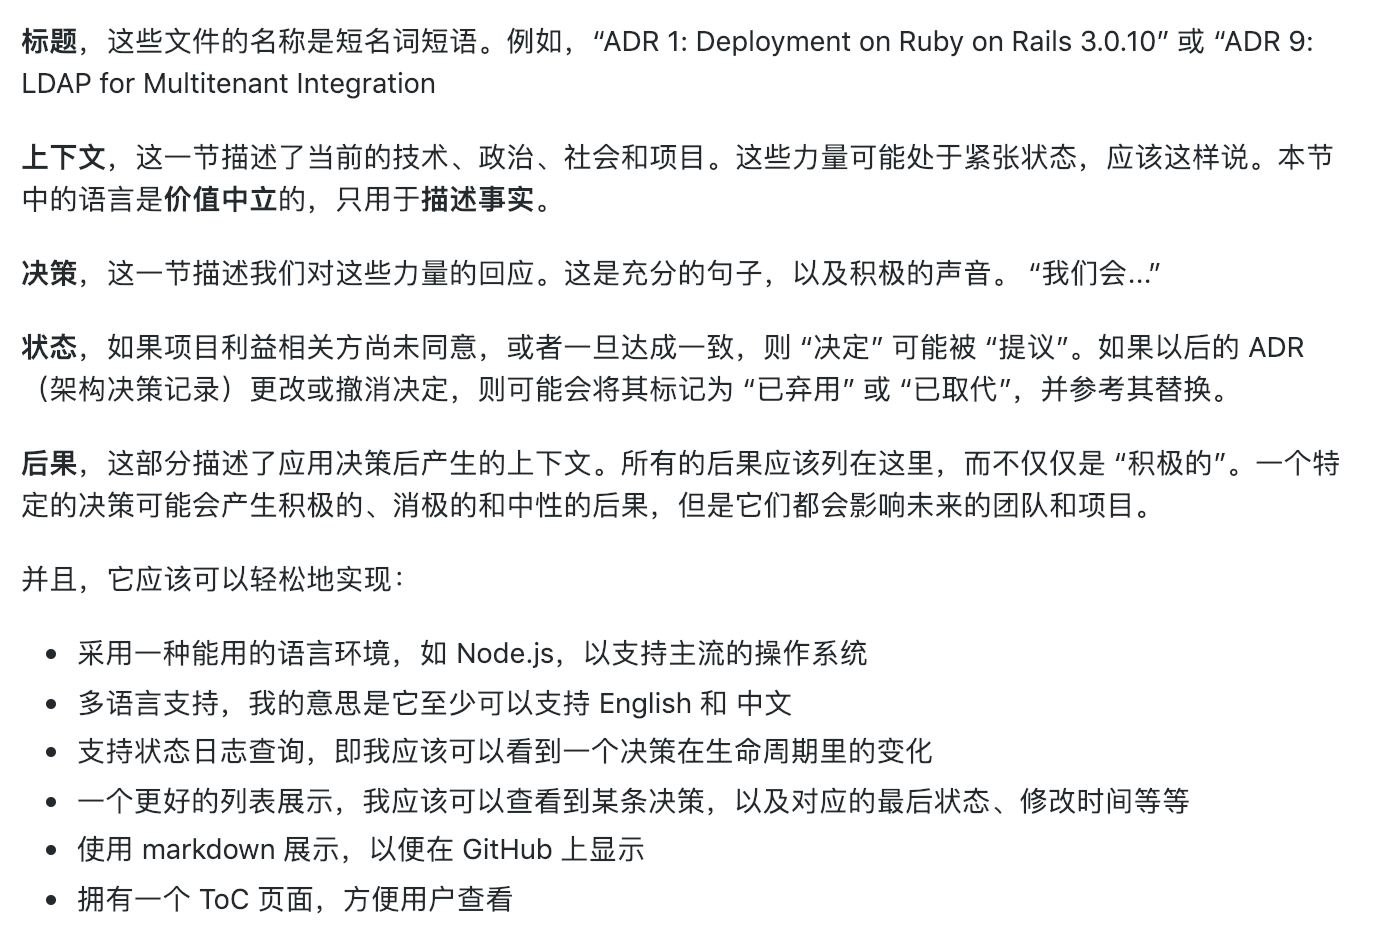 标题，这些文件的名称是短名词短语。例如，“ADR 1: Deployment on Ruby on Rails 3.0.10” 或 “ADR 9:
LDAP for Multitenant Integration
上下文，这一节描述了当前的技术、政治、社会和项目。这些力量可能处于紧张状态，应该这样说。本节
中的语言是价值中立的，只用于描述事实。
决策，这一节描述我们对这些力量的回应。这是充分的句子，以及积极的声音。 “我们会...”
状态，如果项目利益相关方尚未同意，或者一旦达成一致，则 “决定” 可能被 “提议”。如果以后的 ADR
（架构决策记录）更改或撤消决定，则可能会将其标记为 “已弃用” 或 “已取代”，并参考其替换。
后果，这部分描述了应用决策后产生的上下文。所有的后果应该列在这里，而不仅仅是 “积极的”。一个特
定的决策可能会产生积极的、消极的和中性的后果，但是它们都会影响未来的团队和项目。
并且，它应该可以轻松地实现：
• 采用一种能用的语言环境，如 Node.js，以支持主流的操作系统
• 多语言支持，我的意思是它至少可以支持 English 和 中文
• 支持状态日志查询，即我应该可以看到一个决策在生命周期里的变化
• 一个更好的列表展示，我应该可以查看到某条决策，以及对应的最后状态、修改时间等等
• 使用 markdown 展示，以便在 GitHub 上显示
• 拥有一个 ToC 页面，方便用户查看